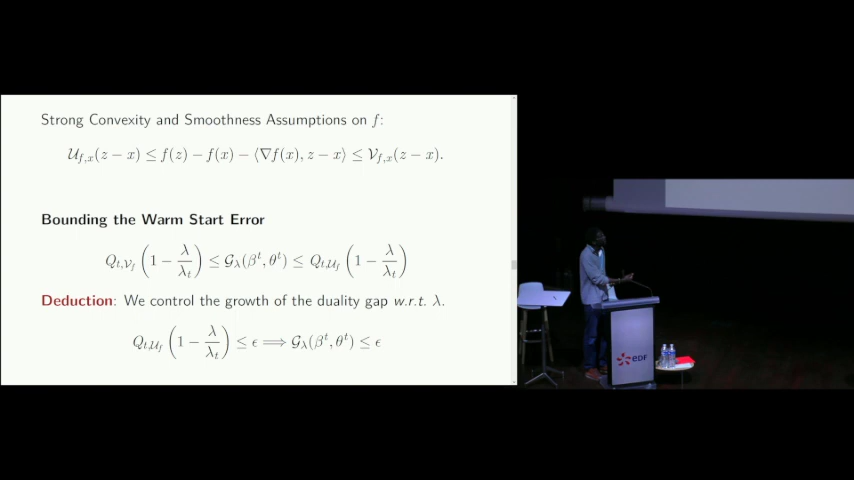 Strong Convexity and Smoothness Assumptions on f:
𝒰_{f,x}(z − x) ≤ f(z) − f(x) − ⟨∇f(x), z − x⟩ ≤ 𝒱_{f,x}(z − x).
Bounding the Warm Start Error
Q_{t,𝒱_f}(1 − λ/λ_t) ≤ 𝒢_λ(β^t, θ^t) ≤ Q_{t,𝒰_f}(1 − λ/λ_t)
Deduction: We control the growth of the duality gap w.r.t. λ.
Q_{t,𝒰_f}(1 − λ/λ_t) ≤ ϵ ⟹ 𝒢_λ(β^t, θ^t) ≤ ϵ
eDF